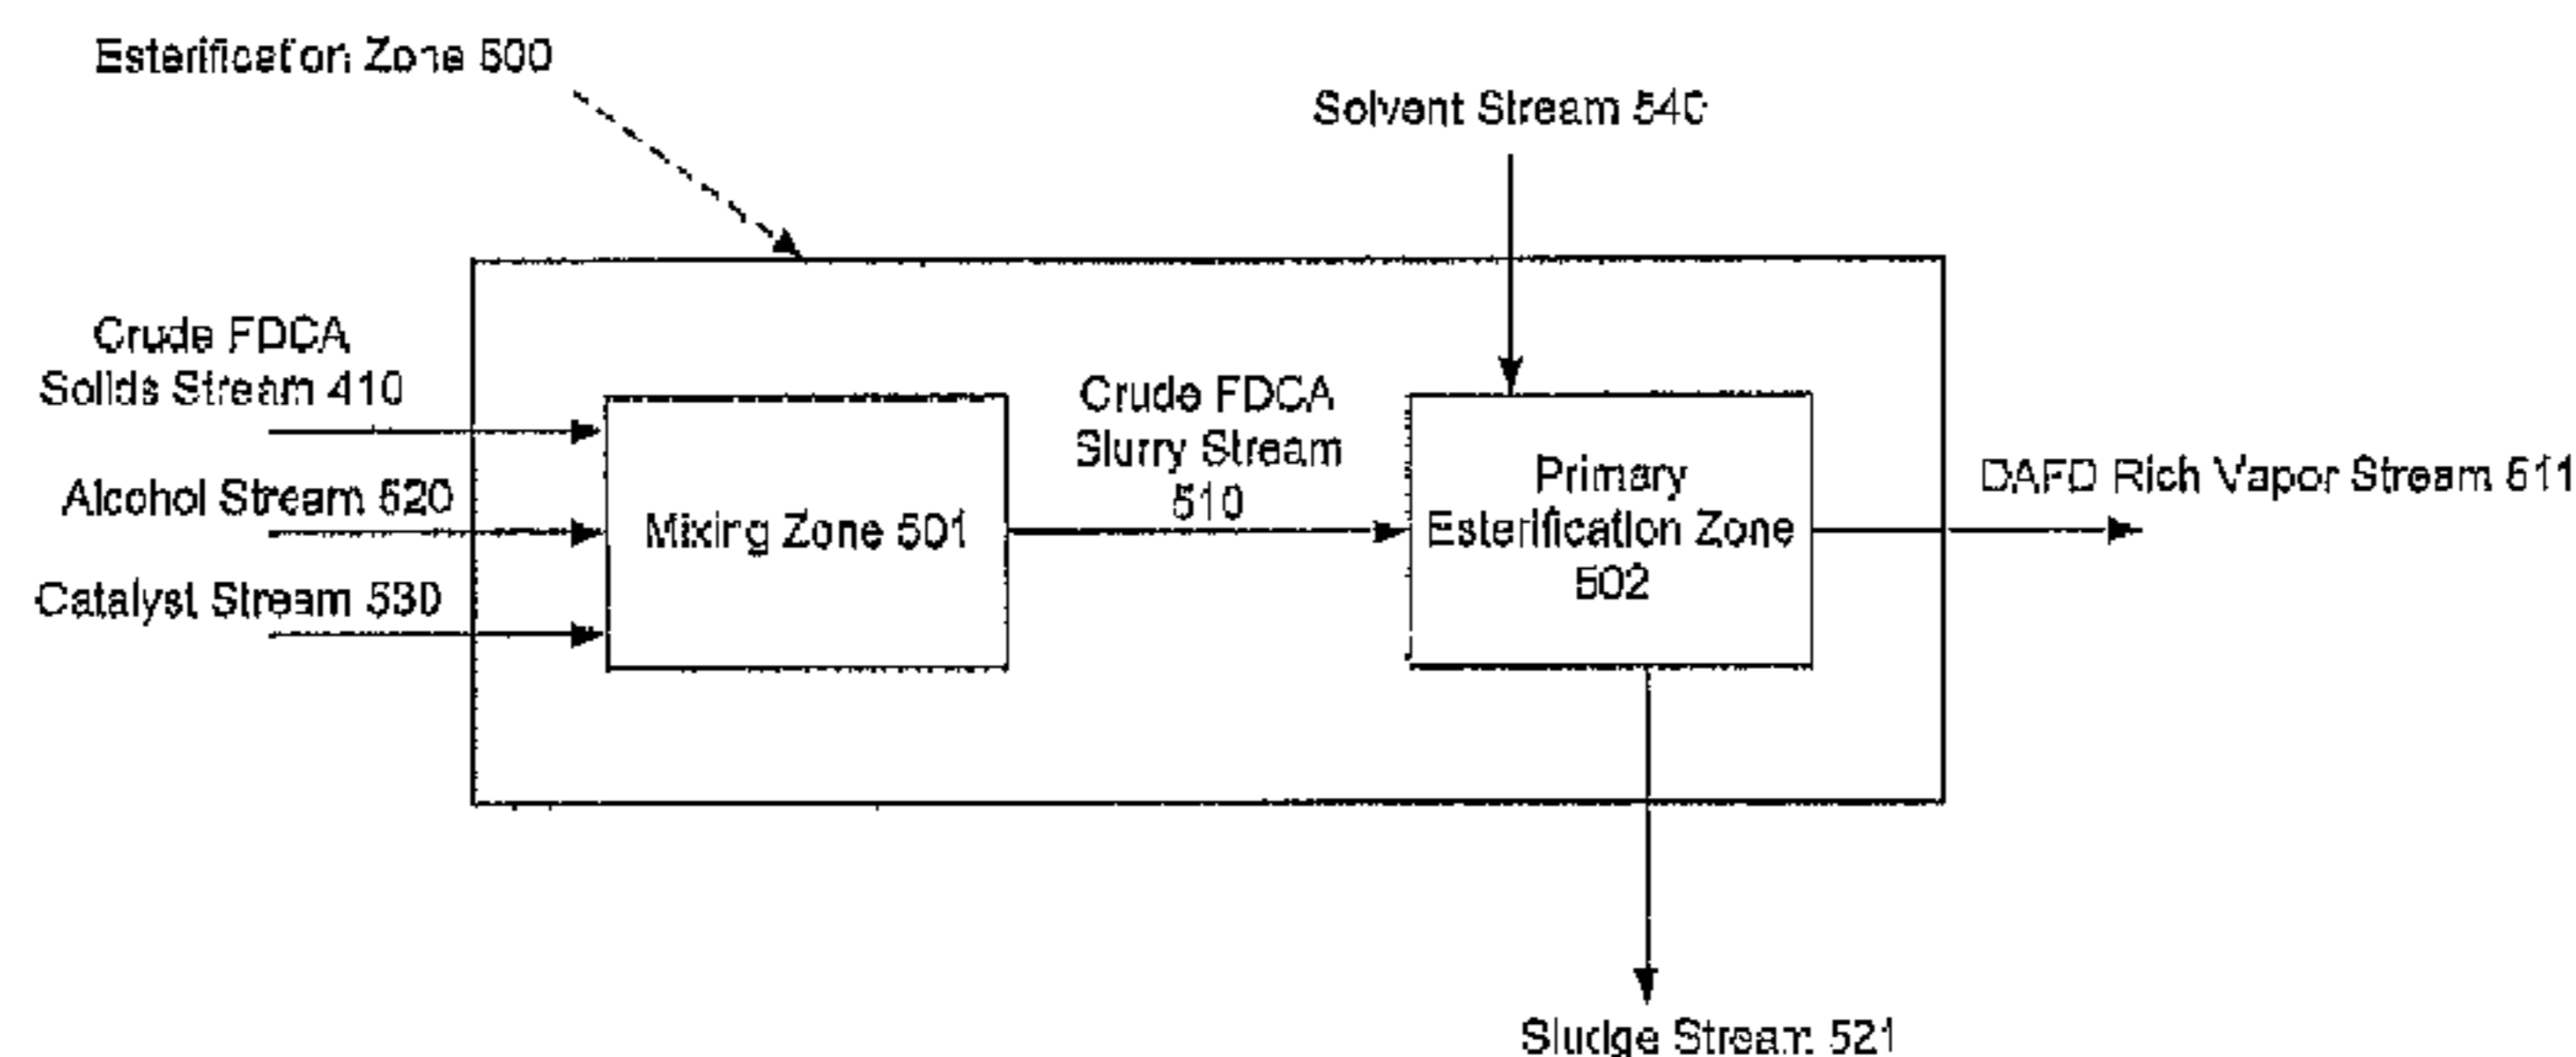 Esterification Zone 500
Solvent Stream 540
Crude FDCA
Solids Stream 410
Alcohol Stream 520
Catalyst Stream 530
Mixing Zone 501
Crude FDCA
Slurry Stream
510
Primary
Esterification Zone
502
DAFD Rich Vapor Stream 511
Sludge Stream 521